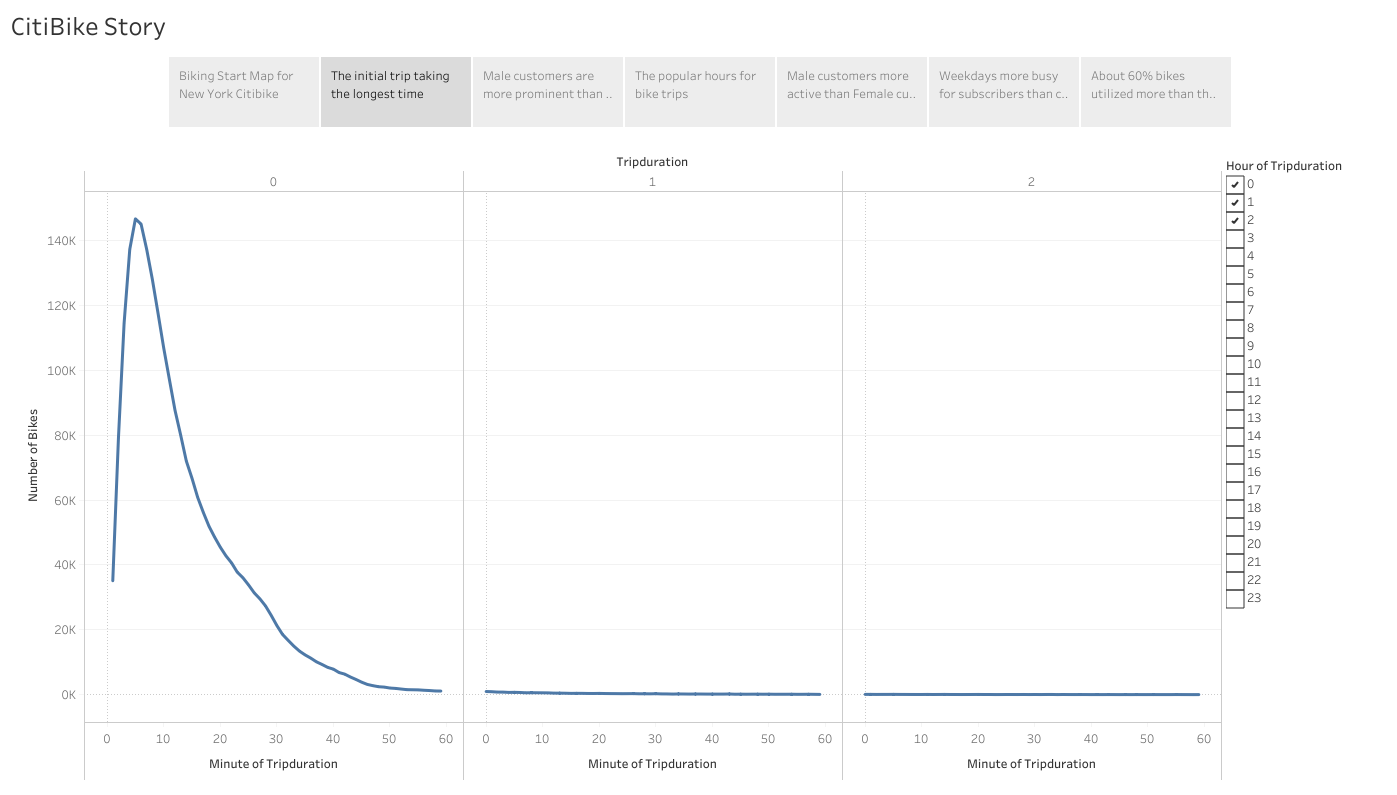 CitiBike Story
Biking Start Map for
New York Citibike
The initial trip taking
the longest time
Male customers are
more prominent than ..
The popular hours for
bike trips
Male customers more
active than Female cu..
Weekdays more busy
for subscribers than c..
About 60% bikes
utilized more than th..
Tripduration
0
1
2
Number of Bikes
140K
120K
100K
80K
60K
40K
20K
0K
0 10 20 30 40 50 60
0 10 20 30 40 50 60
0 10 20 30 40 50 60
Minute of Tripduration
Minute of Tripduration
Minute of Tripduration
Hour of Tripduration
0
1
2
3
4
5
6
7
8
9
10
11
12
13
14
15
16
17
18
19
20
21
22
23